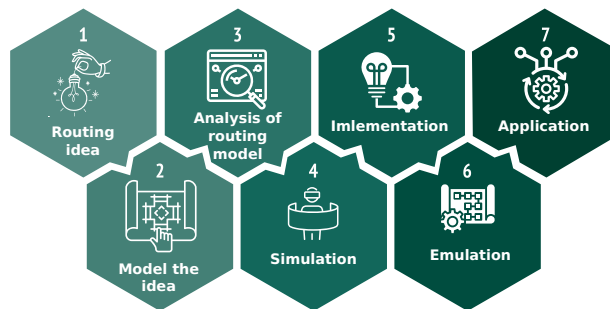 1
Routing
idea
2
Model the
idea
3
Analysis of
routing
model
4
Simulation
5
Imlementation
6
Emulation
7
Application